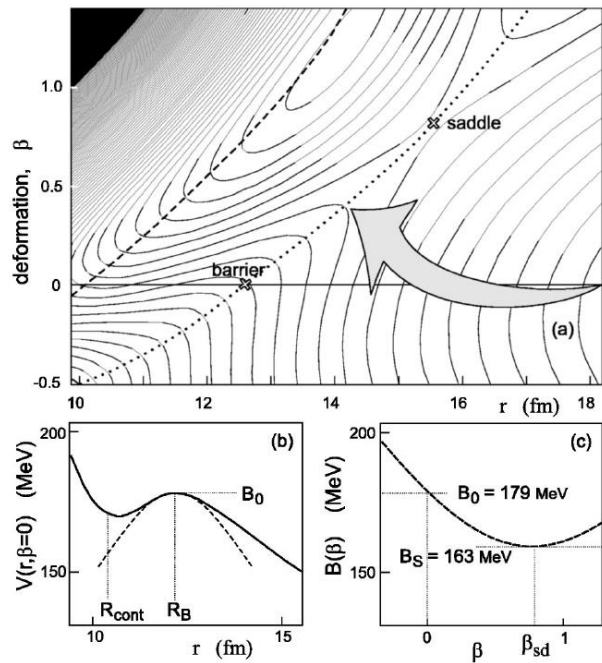 deformation, β
1.0
0.5
0
-0.5
saddle
barrier
(a)
10
12
14
16
18
r (fm)
V(r,β=0) (MeV)
200
150
(b)
B0
Rcont
RB
10
r (fm)
15
B(β) (MeV)
200
150
(c)
B0 = 179 MeV
BS = 163 MeV
0
β
βsd
1